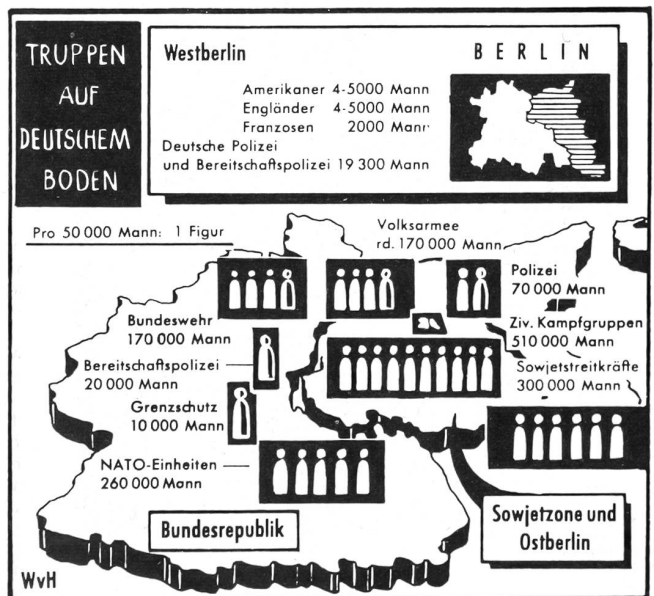 TRUPPEN
AUF
DEUTSCHEM
BODEN
Westberlin
Amerikaner 4-5000 Mann
Engländer 4-5000 Mann
Franzosen 2000 Mann
Deutsche Polizei
und Bereitschaftspolizei 19 300 Mann
BERLIN
Pro 50 000 Mann: 1 Figur
Volksarmee
rd. 170 000 Mann
Polizei
70 000 Mann
Bundeswehr
170 000 Mann
Ziv. Kampfgruppen
510 000 Mann
Bereitschaftspolizei
20 000 Mann
Sowjetstreitkräfte
300 000 Mann
Grenzschutz
10 000 Mann
NATO-Einheiten
260 000 Mann
Bundesrepublik
Sowjetzone und
Ostberlin
WvH